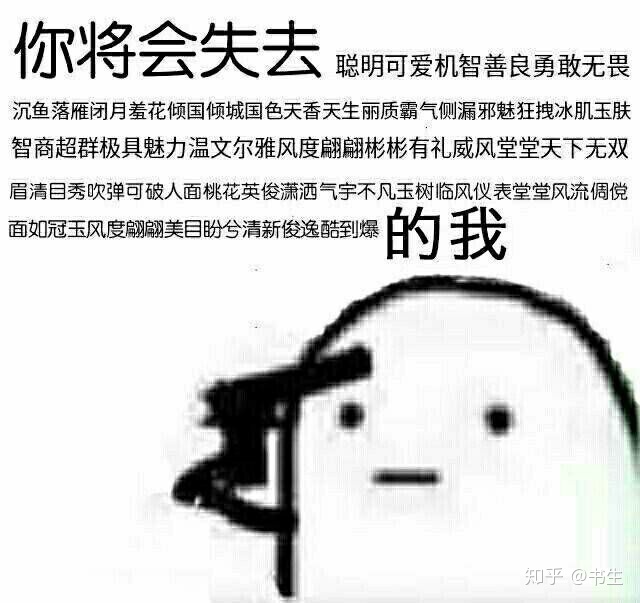 你将会失去 聪明可爱机智善良勇敢无畏
沉鱼落雁闭月羞花倾国倾城国色天香天生丽质霸气侧漏邪魅狂拽冰肌玉肤
智商超群极具魅力温文尔雅风度翩翩彬彬有礼威风堂堂天下无双
眉清目秀吹弹可破人面桃花英俊潇洒气宇不凡玉树临风仪表堂堂风流倜傥
面如冠玉风度翩翩美目盼兮清新俊逸酷到爆 的我
知乎 @书生